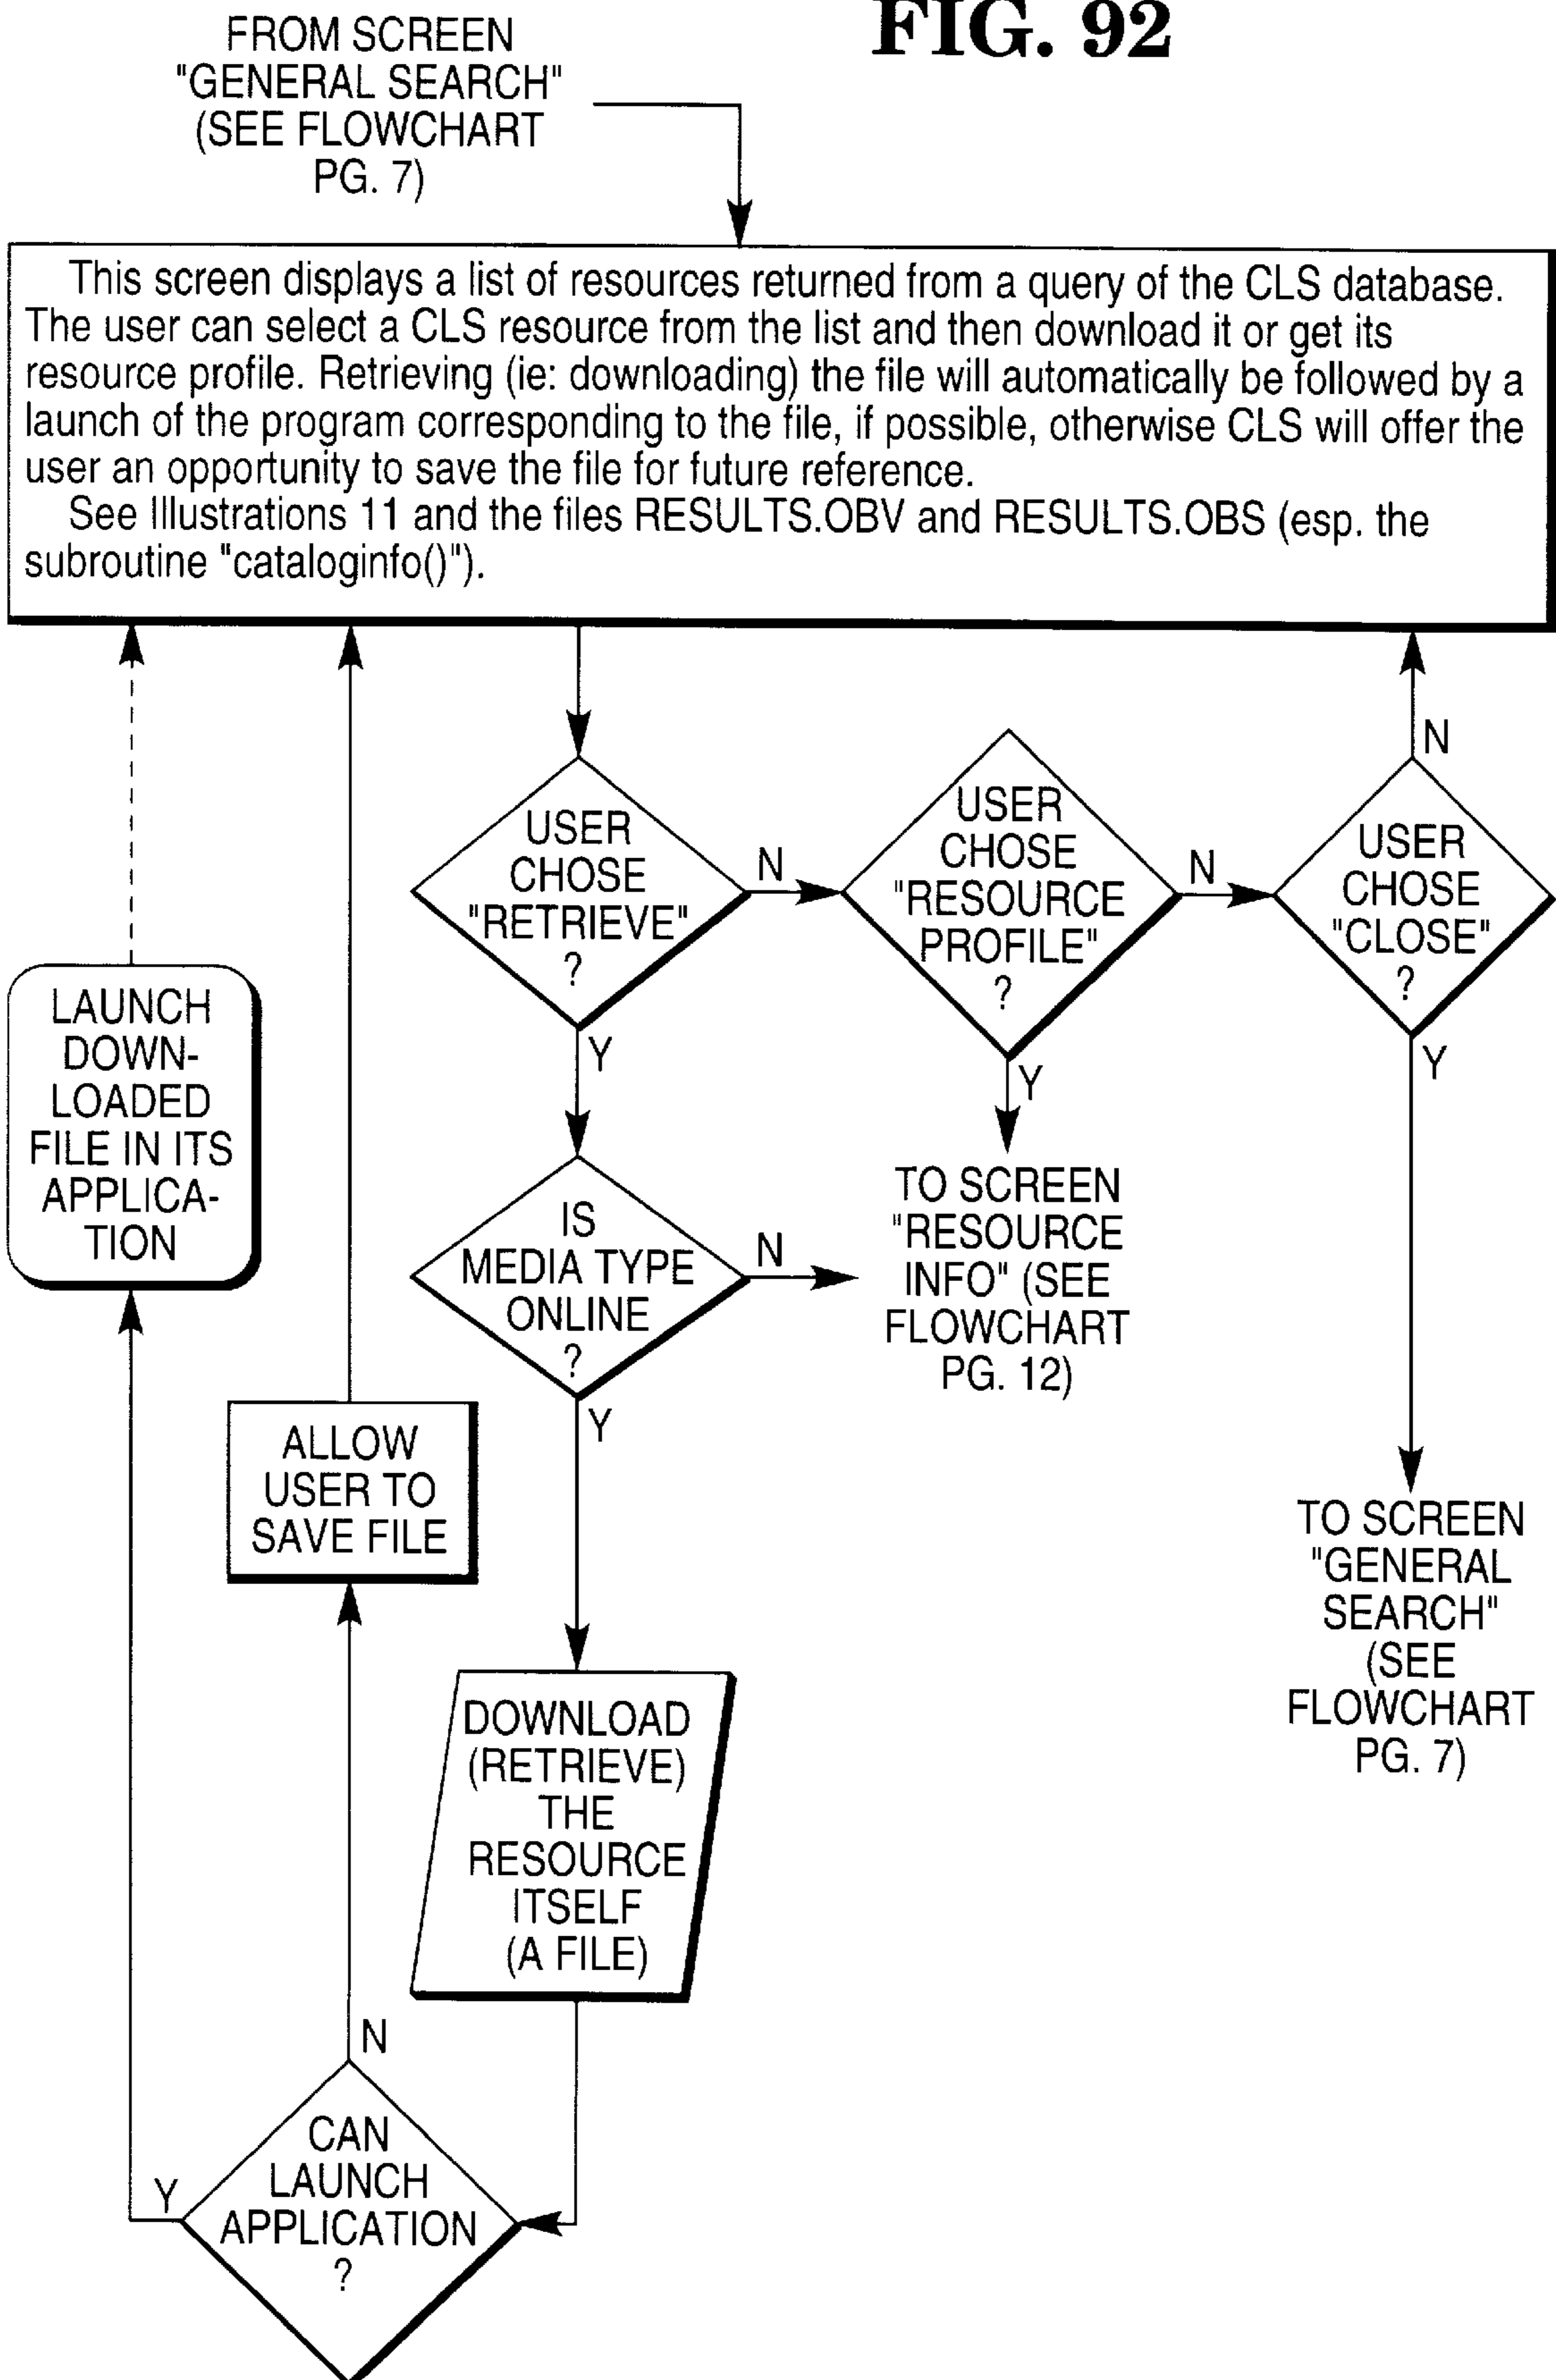 FIG. 92
FROM SCREEN
"GENERAL SEARCH"
(SEE FLOWCHART
PG. 7)
This screen displays a list of resources returned from a query of the CLS database.
The user can select a CLS resource from the list and then download it or get its
resource profile. Retrieving (ie: downloading) the file will automatically be followed by a
launch of the program corresponding to the file, if possible, otherwise CLS will offer the
user an opportunity to save the file for future reference.
See Illustrations 11 and the files RESULTS.OBV and RESULTS.OBS (esp. the
subroutine "cataloginfo()").
USER
CHOSE
"RETRIEVE"
?
N
Y
USER
CHOSE
"RESOURCE
PROFILE"
?
N
Y
USER
CHOSE
"CLOSE"
?
N
Y
LAUNCH
DOWN-
LOADED
FILE IN ITS
APPLICA-
TION
IS
MEDIA TYPE
ONLINE
?
N
Y
TO SCREEN
"RESOURCE
INFO" (SEE
FLOWCHART
PG. 12)
ALLOW
USER TO
SAVE FILE
TO SCREEN
"GENERAL
SEARCH"
(SEE
FLOWCHART
PG. 7)
DOWNLOAD
(RETRIEVE)
THE
RESOURCE
ITSELF
(A FILE)
N
Y
CAN
LAUNCH
APPLICATION
?